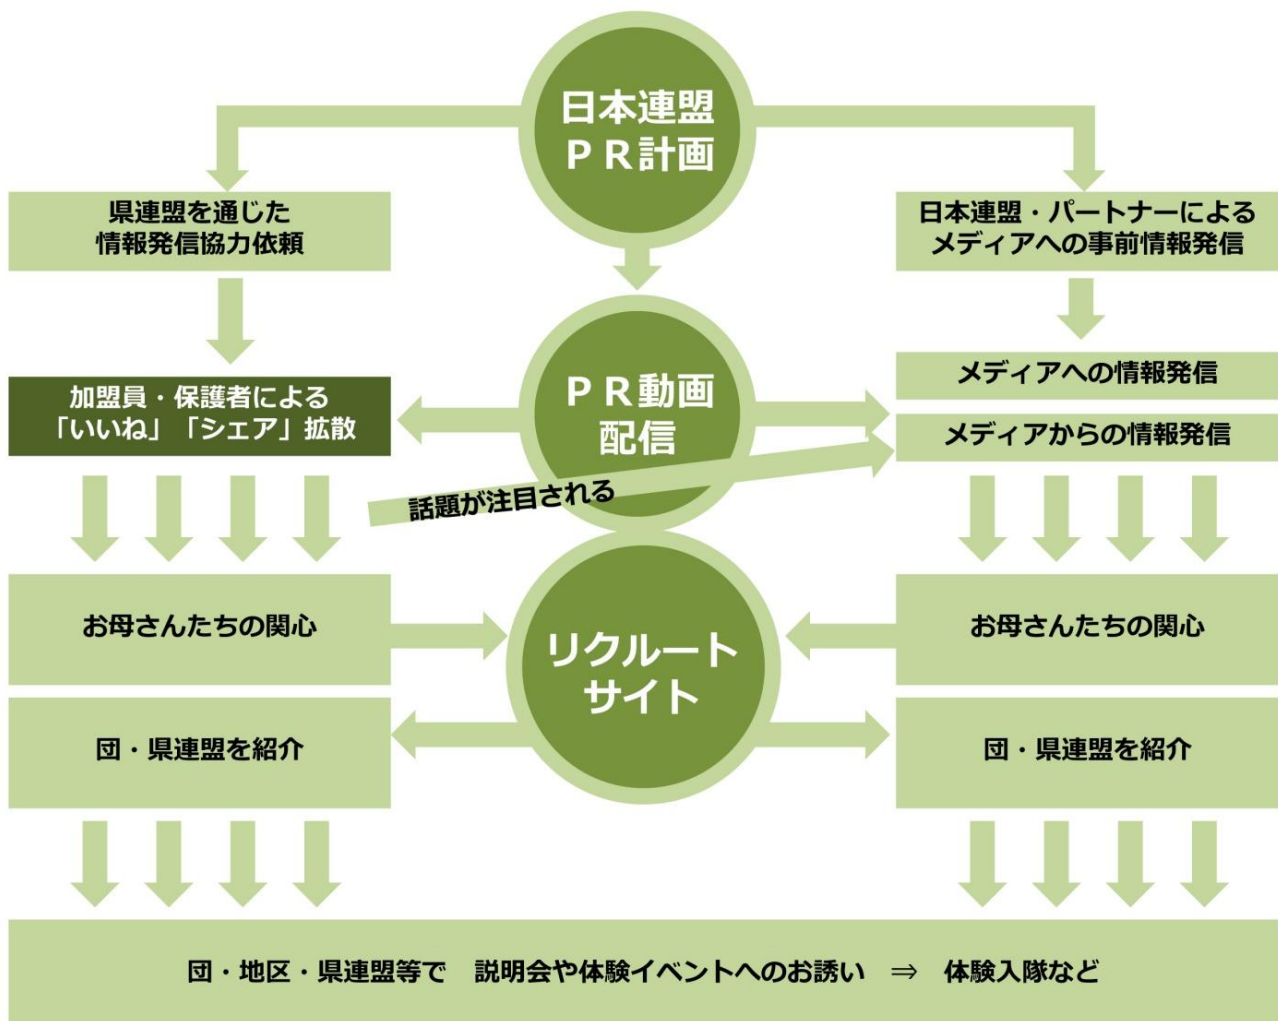 日本連盟
ＰＲ計画
県連盟を通じた
情報発信協力依頼
日本連盟・パートナーによる
メディアへの事前情報発信
ＰＲ動画
配信
加盟員・保護者による
「いいね」「シェア」拡散
メディアへの情報発信
メディアからの情報発信
話題が注目される
お母さんたちの関心
リクルート
サイト
お母さんたちの関心
団・県連盟を紹介
団・県連盟を紹介
団・地区・県連盟等で　説明会や体験イベントへのお誘い　⇒　体験入隊など